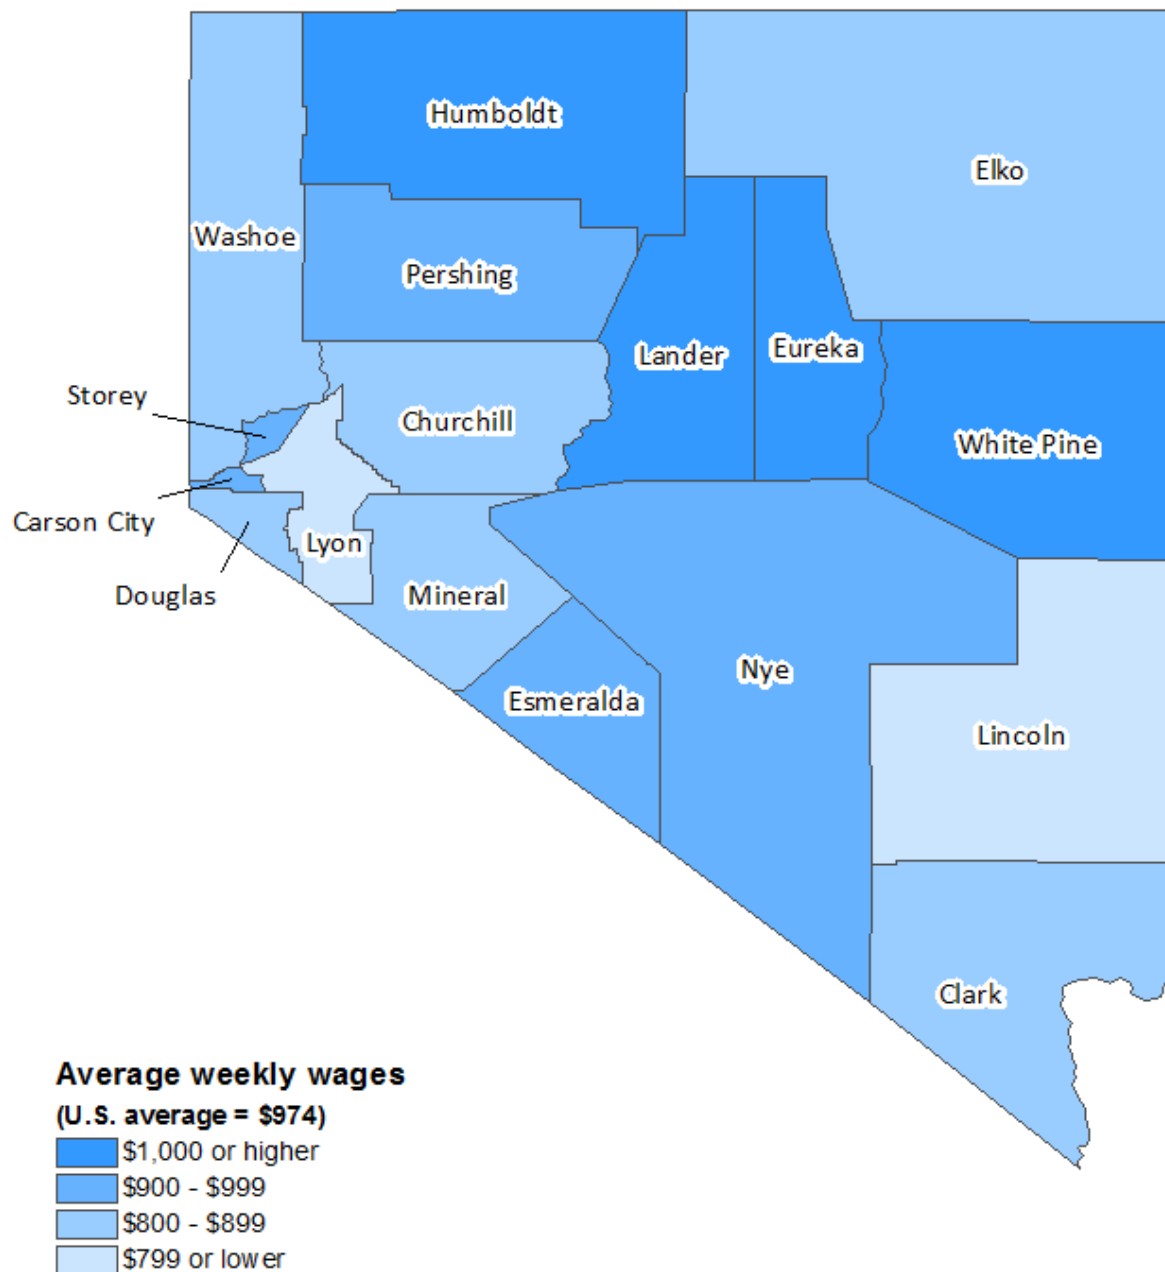 Humboldt
Elko
Washoe
Pershing
Lander
Eureka
Storey
Churchill
White Pine
Carson City
Lyon
Douglas
Mineral
Nye
Esmeralda
Lincoln
Clark
Average weekly wages
(U.S. average = $974)
$1,000 or higher
$900 - $999
$800 - $899
$799 or lower